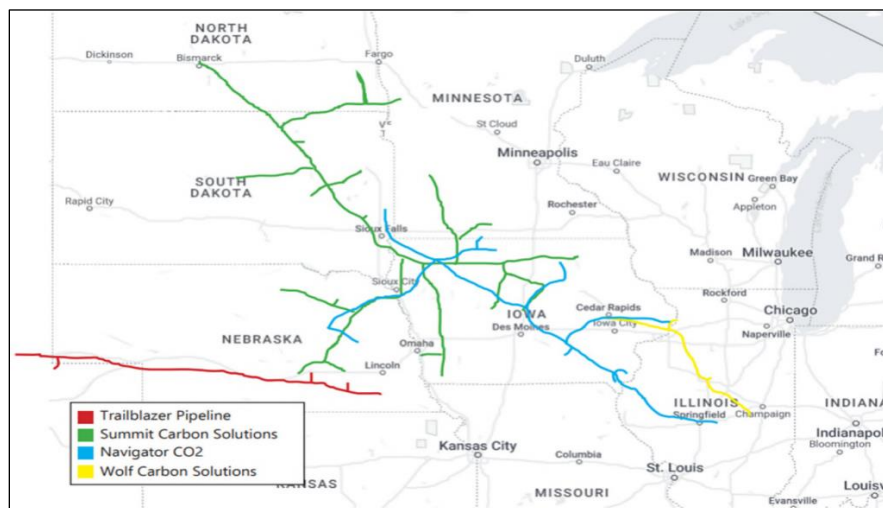 NORTH
DAKOTA
Dickinson
Bismarck
Fargo
Duluth
MINNESOTA
St Cloud
Minneapolis
Eau Claire
WISCONSIN
Green Bay
Appleton
SOUTH
DAKOTA
Rapid City
Rochester
Sioux Falls
Madison
Milwaukee
Grand R
Sioux City
Rockford
Cedar Rapids
Chicago
IOWA
Iowa City
Naperville
Des Moines
NEBRASKA
Omaha
Lincoln
ILLINOIS
INDIANA
Springfield
Champaign
Indianapol
Bloomington
Trailblazer Pipeline
Summit Carbon Solutions
Navigator CO2
Wolf Carbon Solutions
Kansas City
Columbia
St. Louis
KANSAS
MISSOURI
Louisv
Evansville